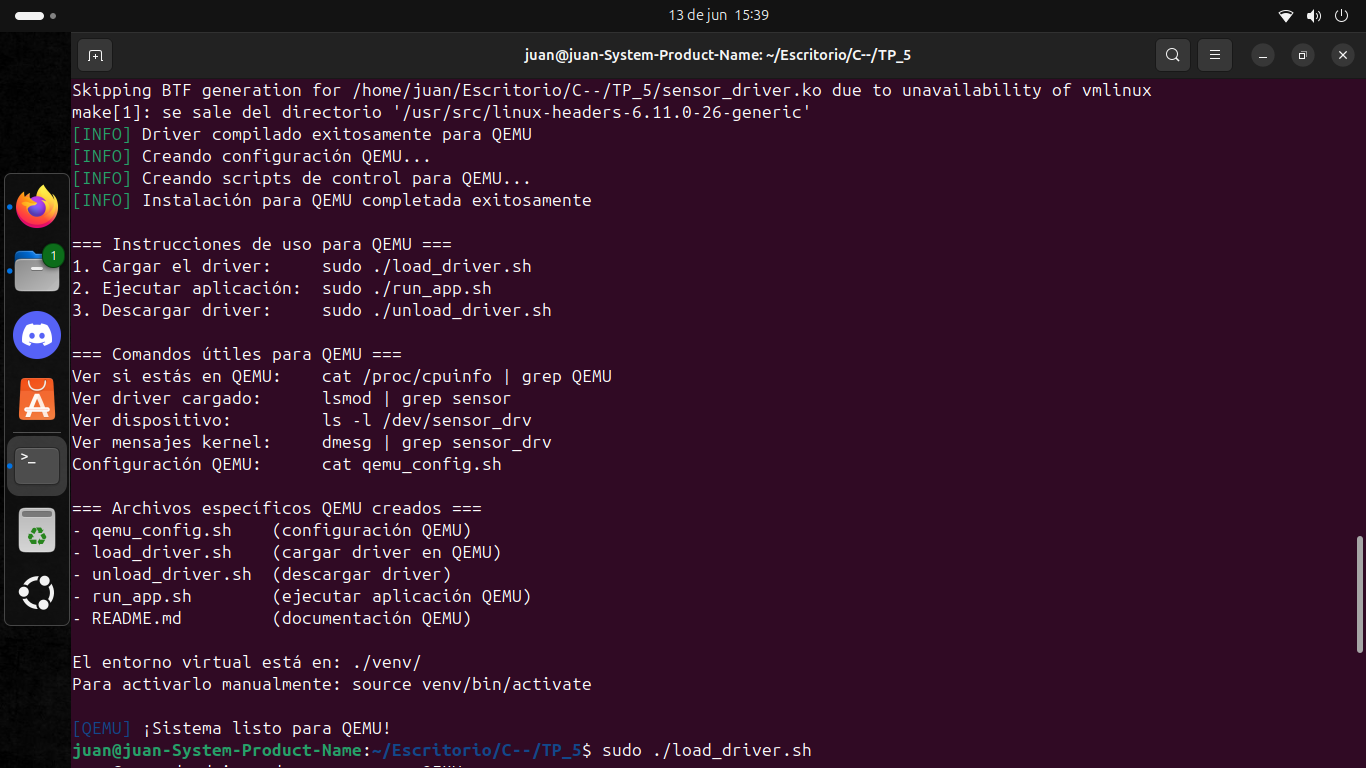 13 de jun 15:39
juan@juan-System-Product-Name: ~/Escritorio/C--/TP_5
Skipping BTF generation for /home/juan/Escritorio/C--/TP_5/sensor_driver.ko due to unavailability of vmlinux
make[1]: se sale del directorio '/usr/src/linux-headers-6.11.0-26-generic'
[INFO] Driver compilado exitosamente para QEMU
[INFO] Creando configuración QEMU...
[INFO] Creando scripts de control para QEMU...
[INFO] Instalación para QEMU completada exitosamente
=== Instrucciones de uso para QEMU ===
1. Cargar el driver:     sudo ./load_driver.sh
2. Ejecutar aplicación:  sudo ./run_app.sh
3. Descargar driver:     sudo ./unload_driver.sh
=== Comandos útiles para QEMU ===
Ver si estás en QEMU:    cat /proc/cpuinfo | grep QEMU
Ver driver cargado:      lsmod | grep sensor
Ver dispositivo:         ls -l /dev/sensor_drv
Ver mensajes kernel:     dmesg | grep sensor_drv
Configuración QEMU:      cat qemu_config.sh
=== Archivos específicos QEMU creados ===
- qemu_config.sh    (configuración QEMU)
- load_driver.sh    (cargar driver en QEMU)
- unload_driver.sh  (descargar driver)
- run_app.sh        (ejecutar aplicación QEMU)
- README.md         (documentación QEMU)
El entorno virtual está en: ./venv/
Para activarlo manualmente: source venv/bin/activate
[QEMU] ¡Sistema listo para QEMU!
juan@juan-System-Product-Name:~/Escritorio/C--/TP_5$ sudo ./load_driver.sh
1